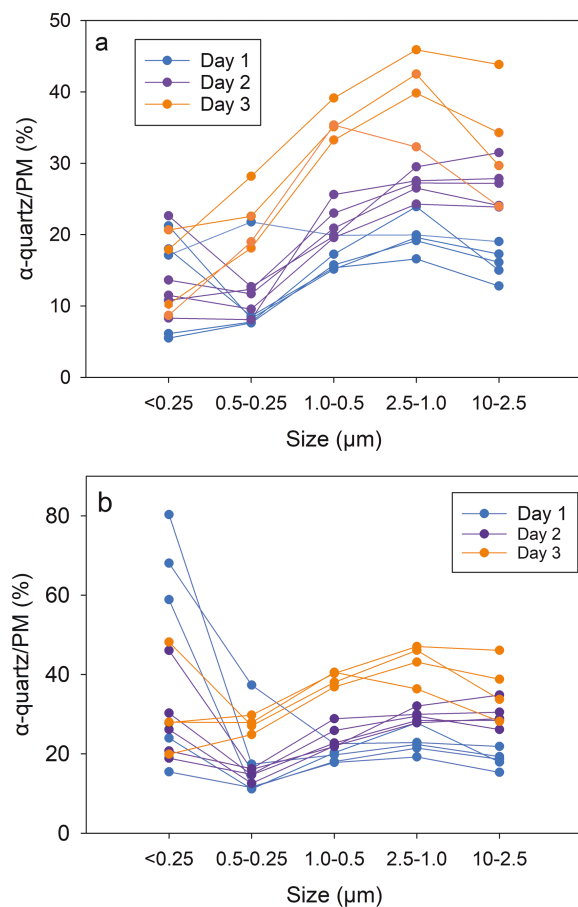 a
Day 1
Day 2
Day 3
α-quartz/PM (%)
50
40
30
20
10
0
<0.25 0.5-0.25 1.0-0.5 2.5-1.0 10-2.5
Size (μm)
b
Day 1
Day 2
Day 3
α-quartz/PM (%)
80
60
40
20
0
<0.25 0.5-0.25 1.0-0.5 2.5-1.0 10-2.5
Size (μm)